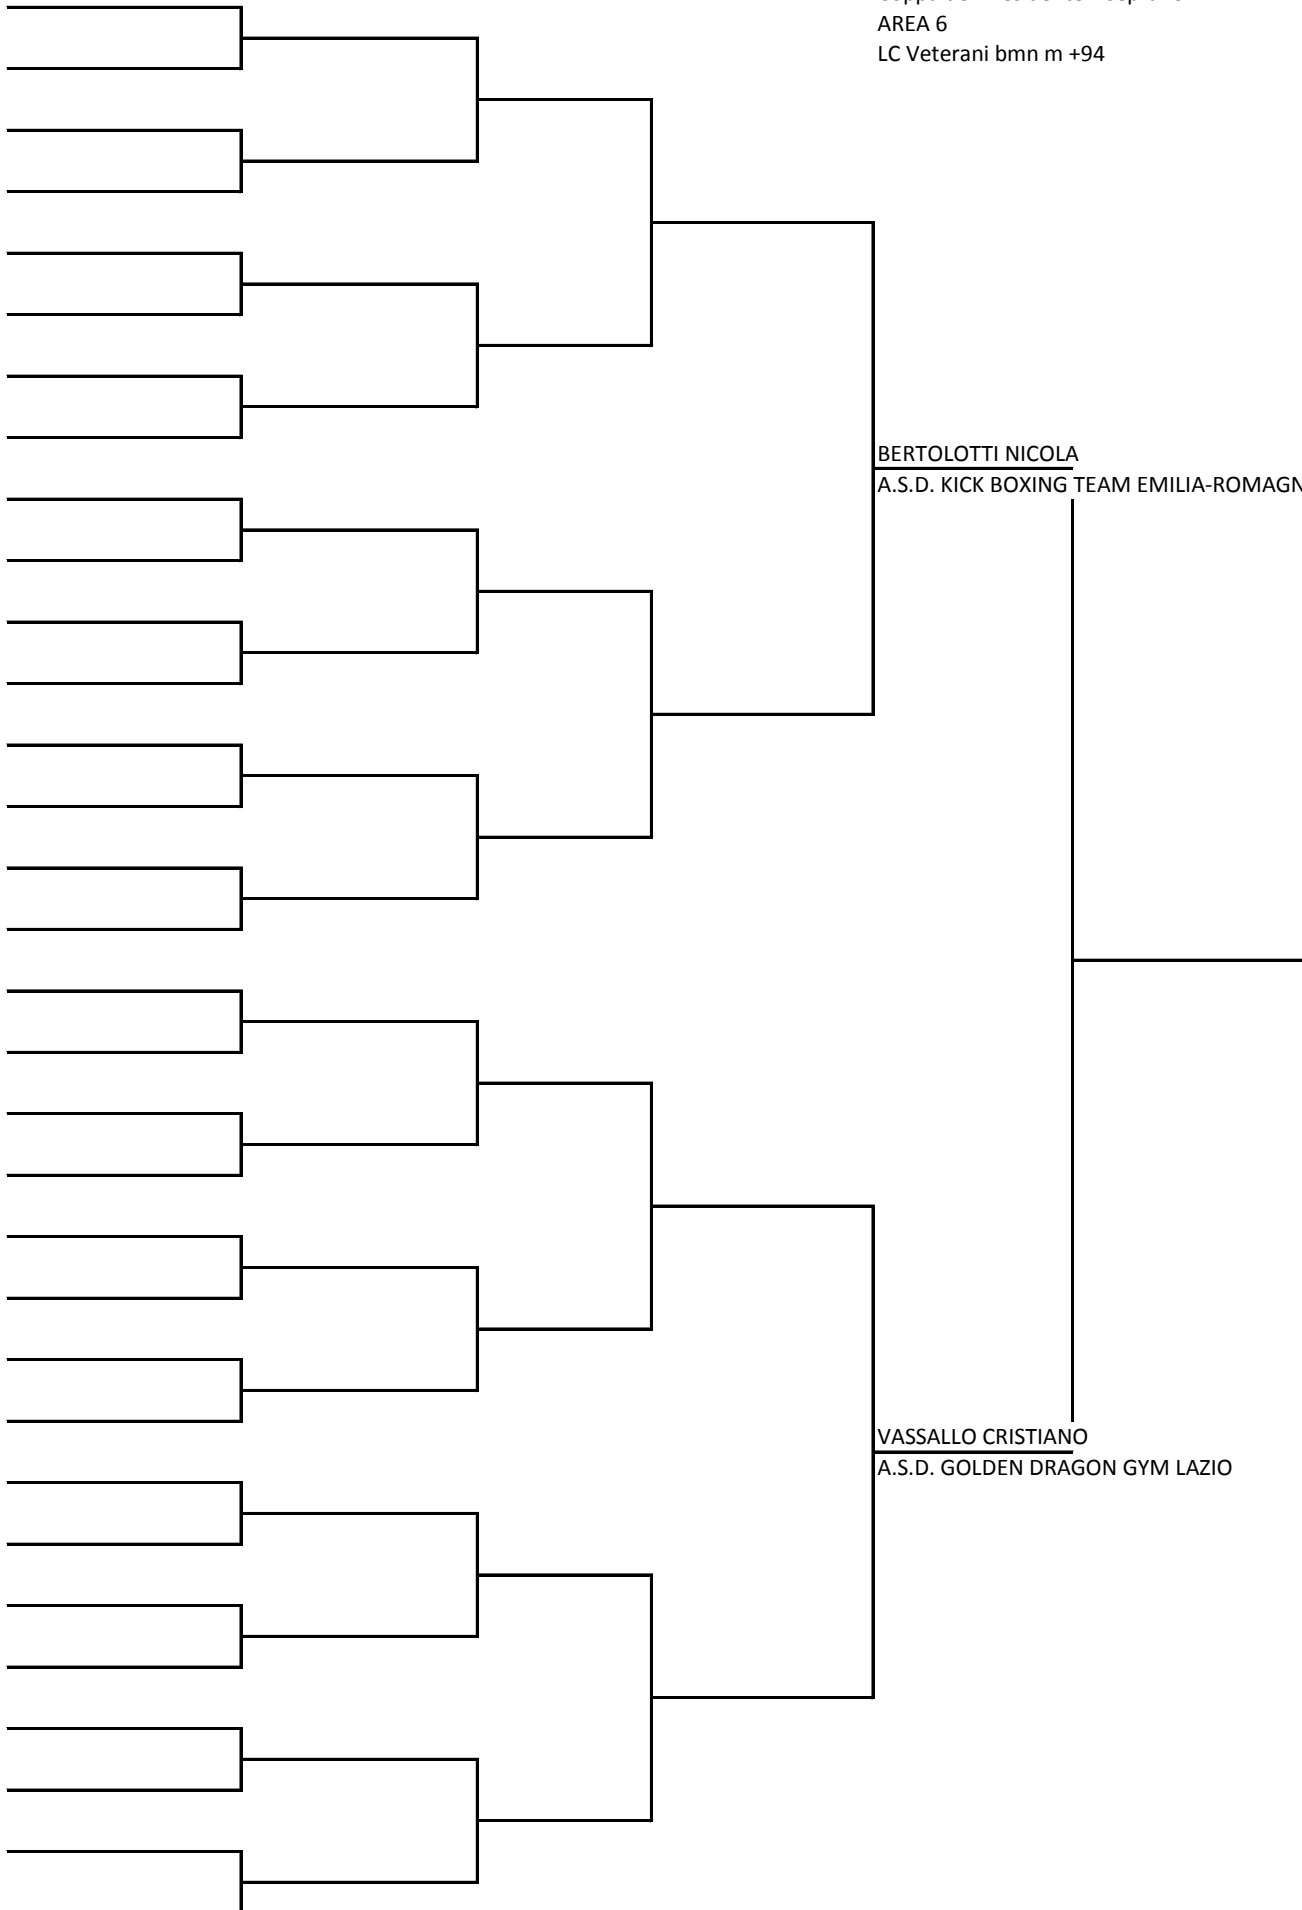 AREA 6
LC Veterani bmn m +94
BERTOLOTTI NICOLA
A.S.D. KICK BOXING TEAM EMILIA-ROMAGN
VASSALLO CRISTIANO
A.S.D. GOLDEN DRAGON GYM LAZIO